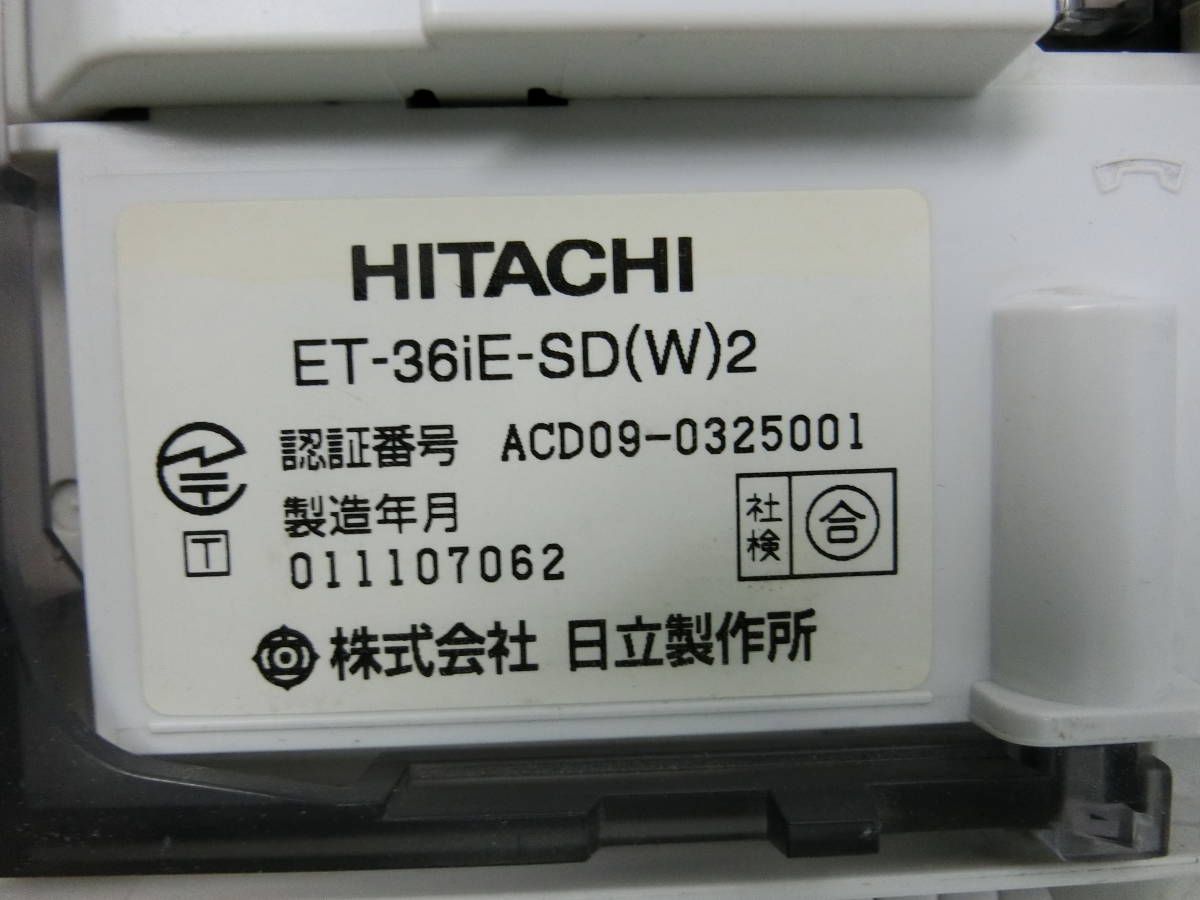 HITACHI
ET-36iE-SD(W)2
認証番号 ACD09-0325001
T
製造年月
011107062
社検 合
株式会社 日立製作所